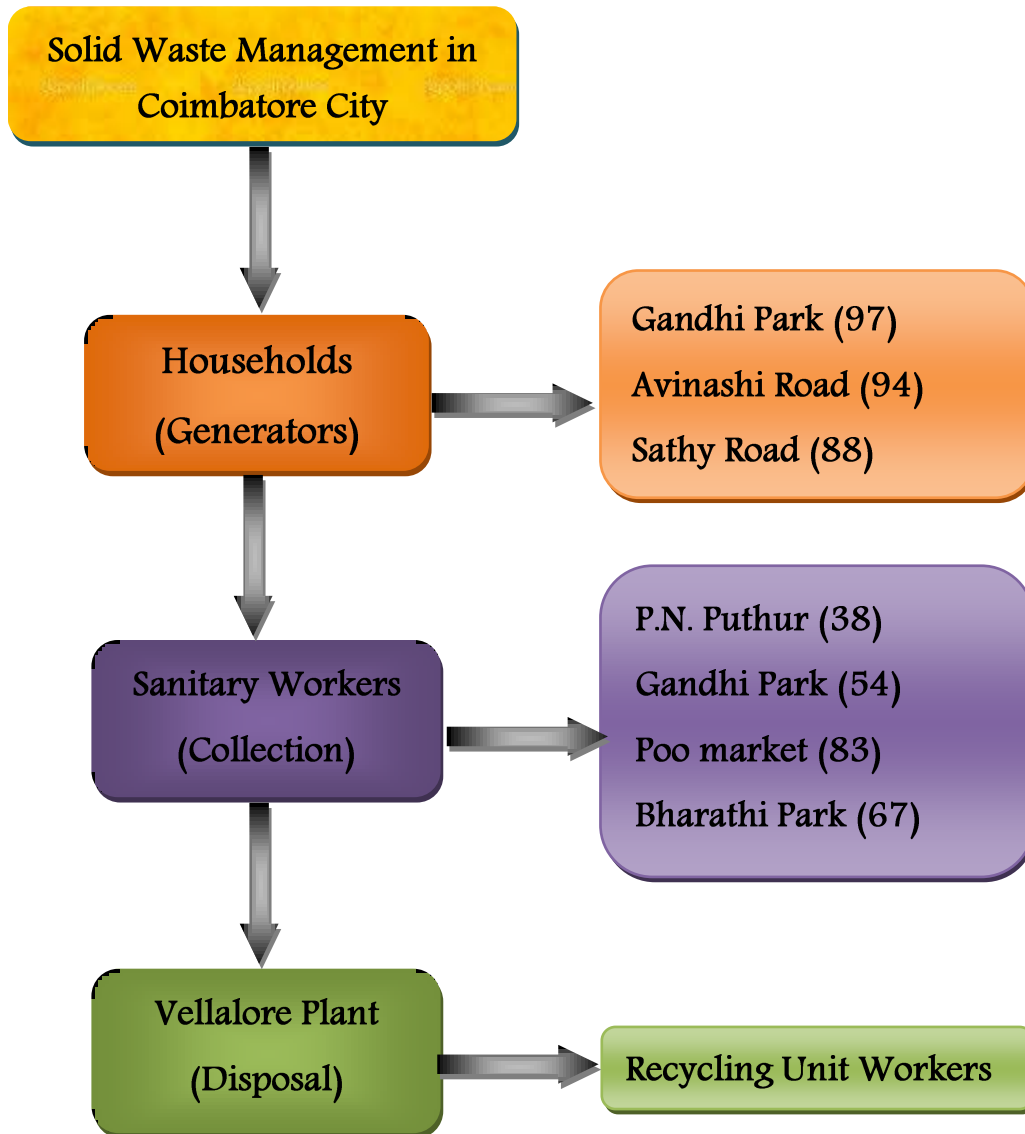 Solid Waste Management in
Coimbatore City
Households
(Generators)
Gandhi Park (97)
Avinashi Road (94)
Sathy Road (88)
Sanitary Workers
(Collection)
P.N. Puthur (38)
Gandhi Park (54)
Poo market (83)
Bharathi Park (67)
Vellalore Plant
(Disposal)
Recycling Unit Workers